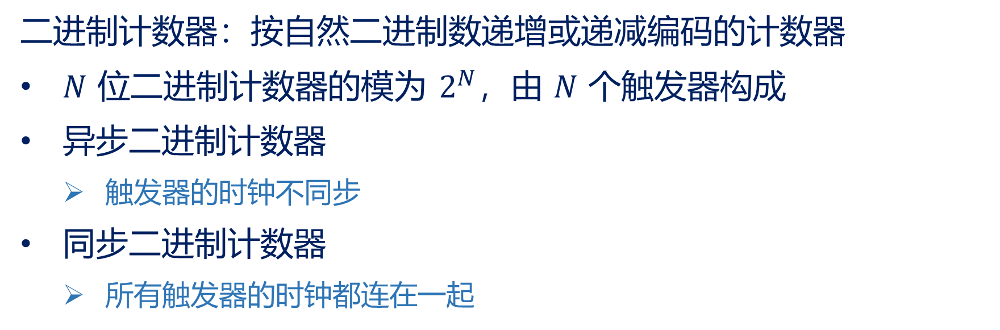 二进制计数器：按自然二进制数递增或递减编码的计数器
• N 位二进制计数器的模为 2^N，由 N 个触发器构成
• 异步二进制计数器
➢ 触发器的时钟不同步
• 同步二进制计数器
➢ 所有触发器的时钟都连在一起